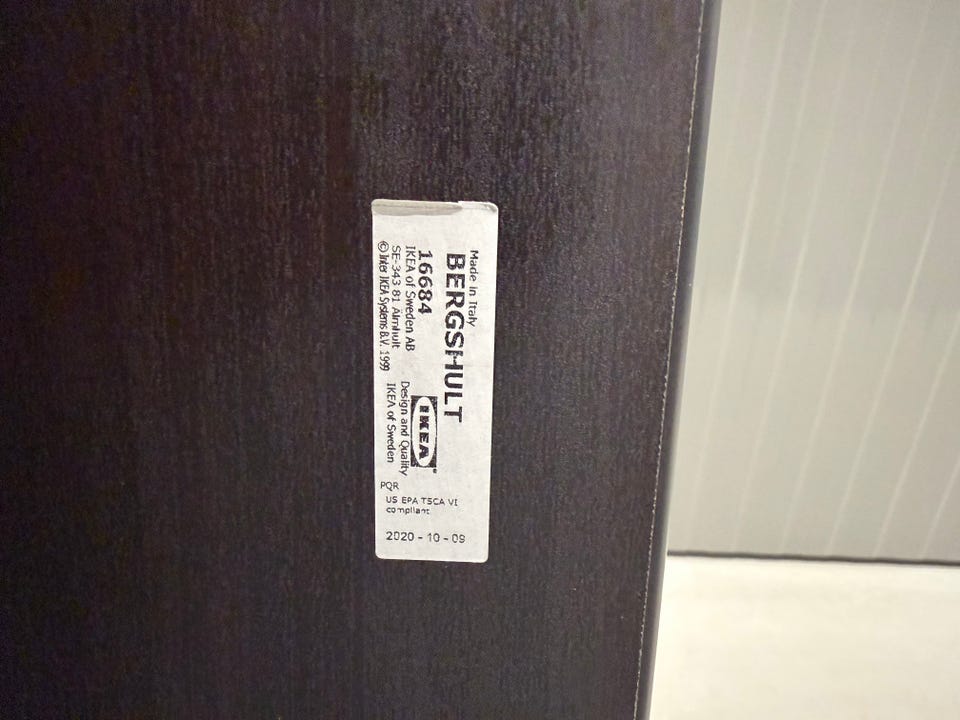 Made in Italy
BERGSHULT
16684
IKEA of Sweden AB
SE-343 81 Älmhult
© Inter IKEA Systems B.V. 1999
IKEA®
Design and Quality
IKEA of Sweden
PQR
US EPA TSCA VI
compliant
2020 - 10 - 09